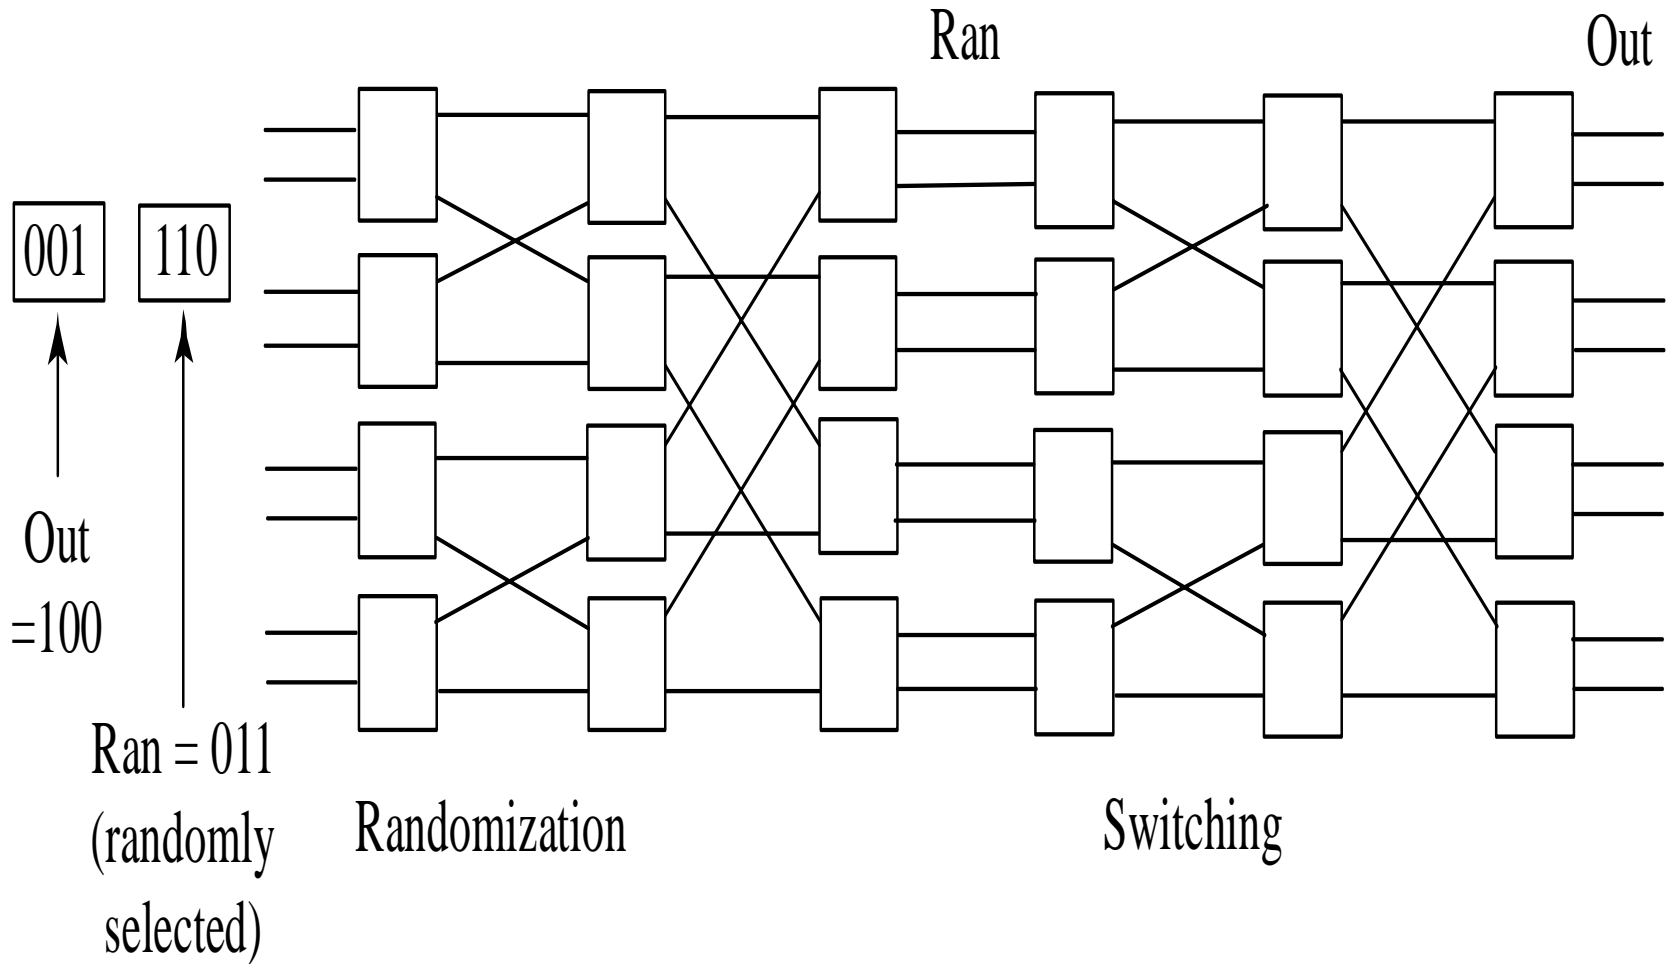 Ran
Out
001
110
Out
=100
Ran = 011
(randomly
selected)
Randomization
Switching